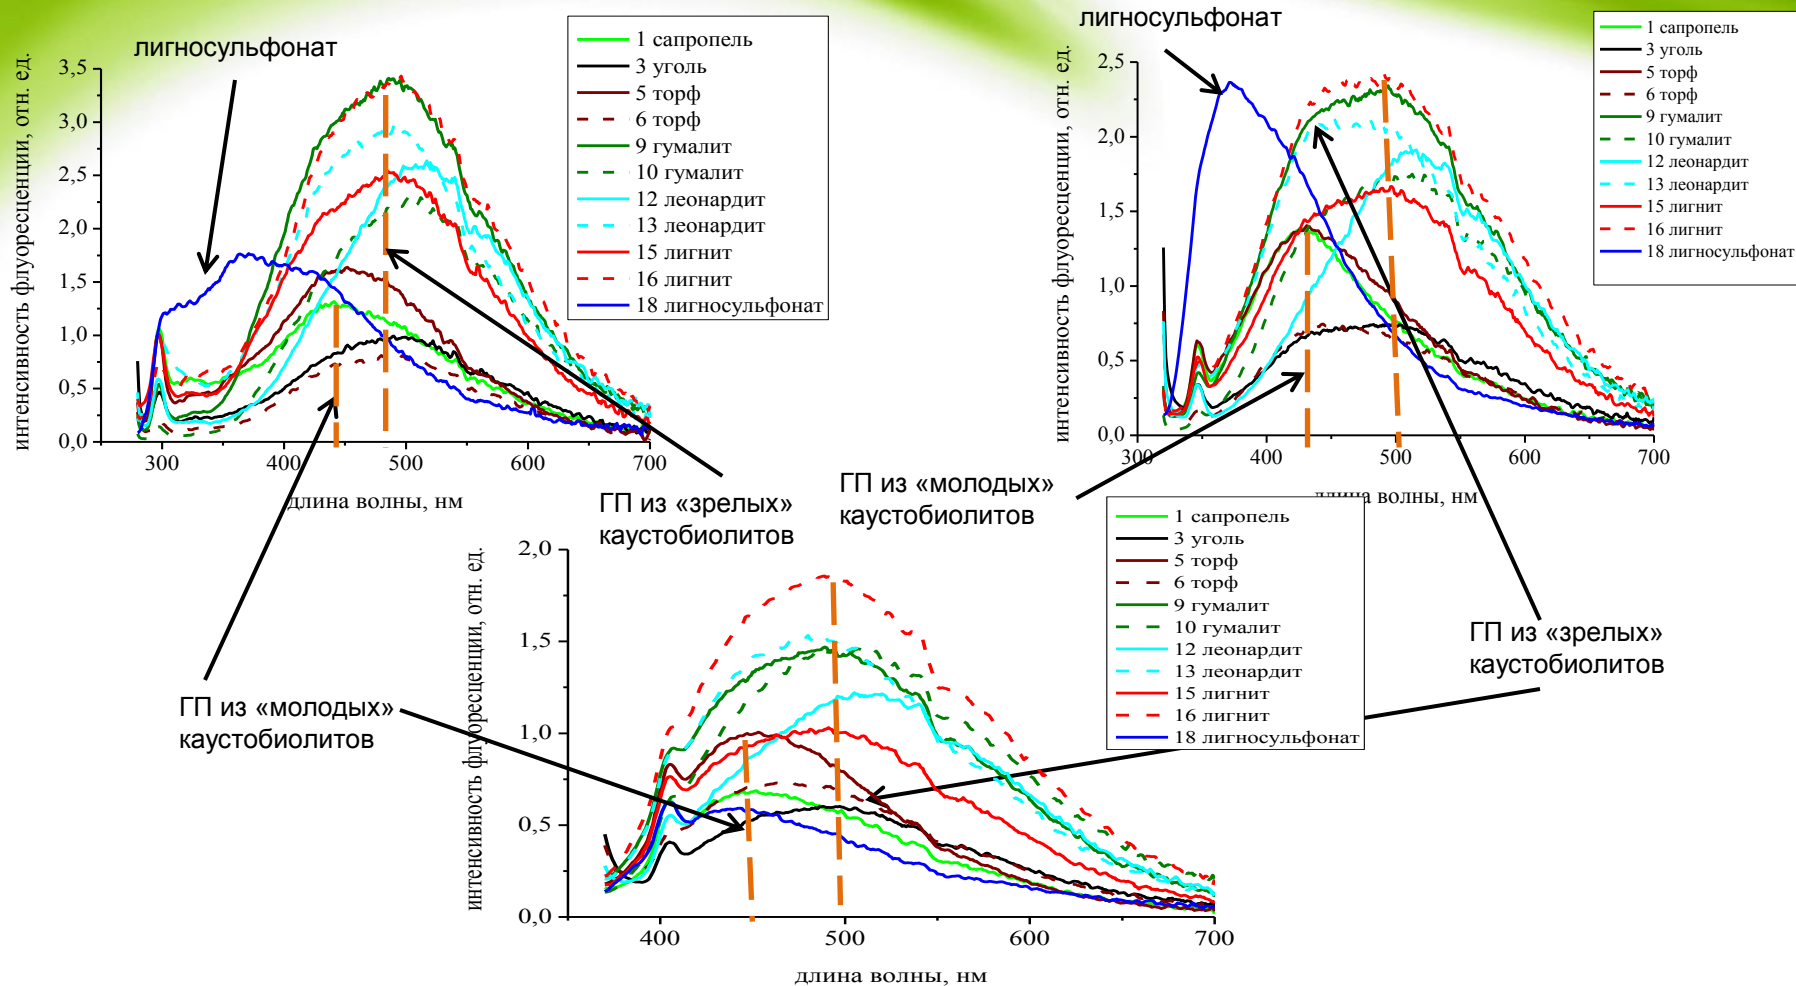 лигносульфонат
интенсивность флуоресценции, отн. ед.
3,5
3,0
2,5
2,0
1,5
1,0
0,5
0,0
300
400
500
600
700
длина волны, нм
1 сапропель
3 уголь
5 торф
6 торф
9 гумалит
10 гумалит
12 леонардит
13 леонардит
15 лигнит
16 лигнит
18 лигносульфонат
лигносульфонат
интенсивность флуоресценции, отн. ед.
2,5
2,0
1,5
1,0
0,5
0,0
300
400
500
600
700
длина волны, нм
1 сапропель
3 уголь
5 торф
6 торф
9 гумалит
10 гумалит
12 леонардит
13 леонардит
15 лигнит
16 лигнит
18 лигносульфонат
ГП из «зрелых»
каустобиолитов
ГП из «молодых»
каустобиолитов
ГП из «молодых»
каустобиолитов
ГП из «зрелых»
каустобиолитов
интенсивность флуоресценции, отн. ед.
2,0
1,5
1,0
0,5
0,0
400
500
600
700
длина волны, нм
1 сапропель
3 уголь
5 торф
6 торф
9 гумалит
10 гумалит
12 леонардит
13 леонардит
15 лигнит
16 лигнит
18 лигносульфонат